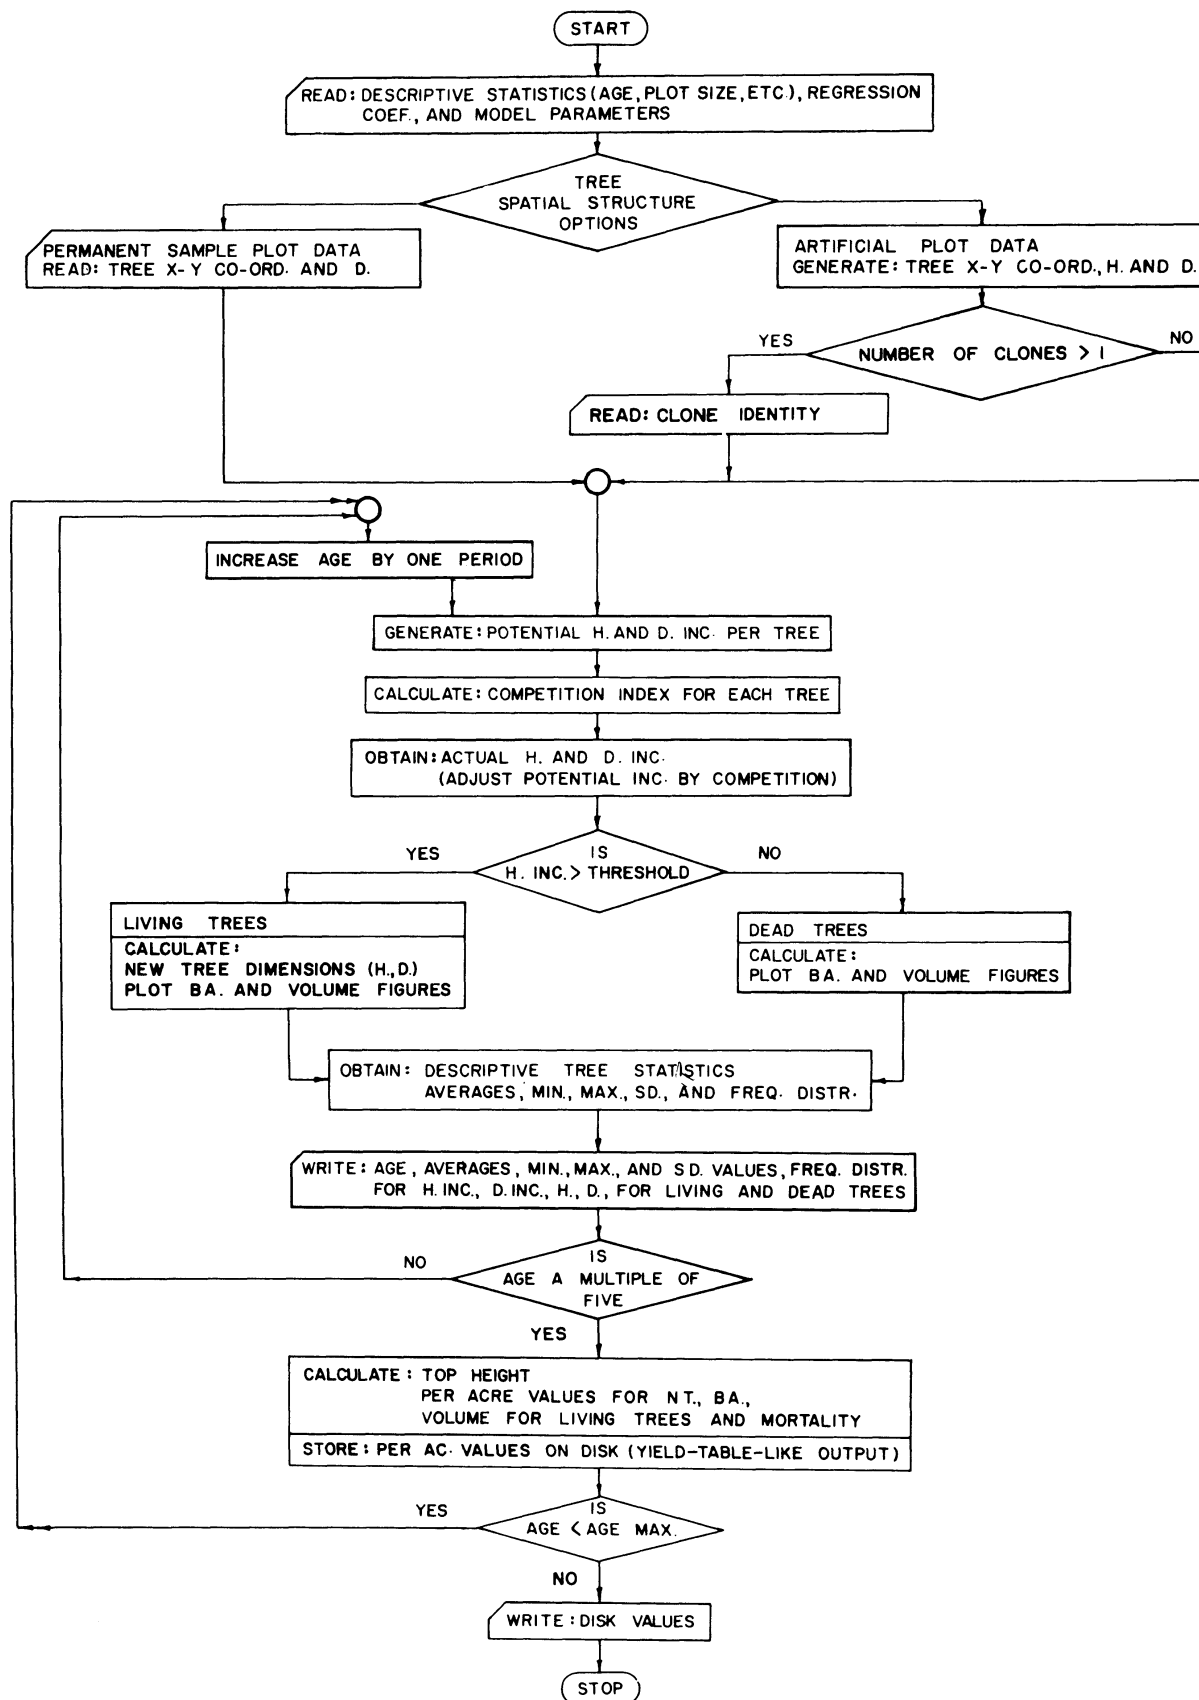 START
READ: DESCRIPTIVE STATISTICS (AGE, PLOT SIZE, ETC.), REGRESSION
COEF., AND MODEL PARAMETERS
TREE
SPATIAL STRUCTURE
OPTIONS
PERMANENT SAMPLE PLOT DATA
READ: TREE X-Y CO-ORD. AND D.
ARTIFICIAL PLOT DATA
GENERATE: TREE X-Y CO-ORD., H. AND D.
YES
NUMBER OF CLONES > 1
NO
READ: CLONE IDENTITY
INCREASE AGE BY ONE PERIOD
GENERATE: POTENTIAL H. AND D. INC. PER TREE
CALCULATE: COMPETITION INDEX FOR EACH TREE
OBTAIN: ACTUAL H. AND D. INC.
(ADJUST POTENTIAL INC. BY COMPETITION)
YES
IS
H. INC. > THRESHOLD
NO
LIVING TREES
CALCULATE:
NEW TREE DIMENSIONS (H., D.)
PLOT BA. AND VOLUME FIGURES
DEAD TREES
CALCULATE:
PLOT BA. AND VOLUME FIGURES
OBTAIN: DESCRIPTIVE TREE STATISTICS
AVERAGES, MIN., MAX., SD., AND FREQ. DISTR.
WRITE: AGE, AVERAGES, MIN., MAX., AND SD. VALUES, FREQ. DISTR.
FOR H. INC., D. INC., H., D., FOR LIVING AND DEAD TREES
NO
IS
AGE A MULTIPLE OF
FIVE
YES
CALCULATE: TOP HEIGHT
PER ACRE VALUES FOR N.T., BA.,
VOLUME FOR LIVING TREES AND MORTALITY
STORE: PER AC. VALUES ON DISK (YIELD-TABLE-LIKE OUTPUT)
YES
IS
AGE < AGE MAX.
NO
WRITE: DISK VALUES
STOP